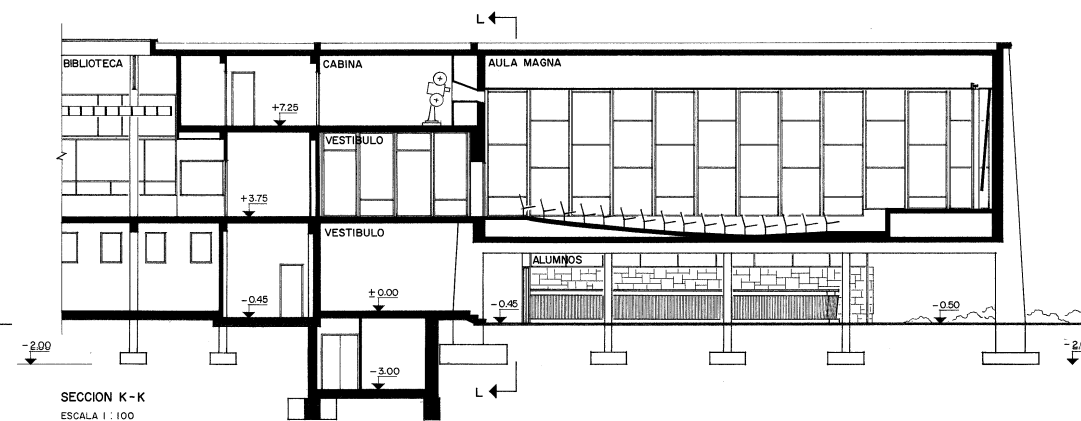 L
BIBLIOTECA
CABINA
AULA MAGNA
+7.25
VESTIBULO
+3.75
VESTIBULO
ALUMNOS
-0.45
±0.00
-0.45
-0.50
-2.00
-3.00
L
SECCION K-K
ESCALA 1:100